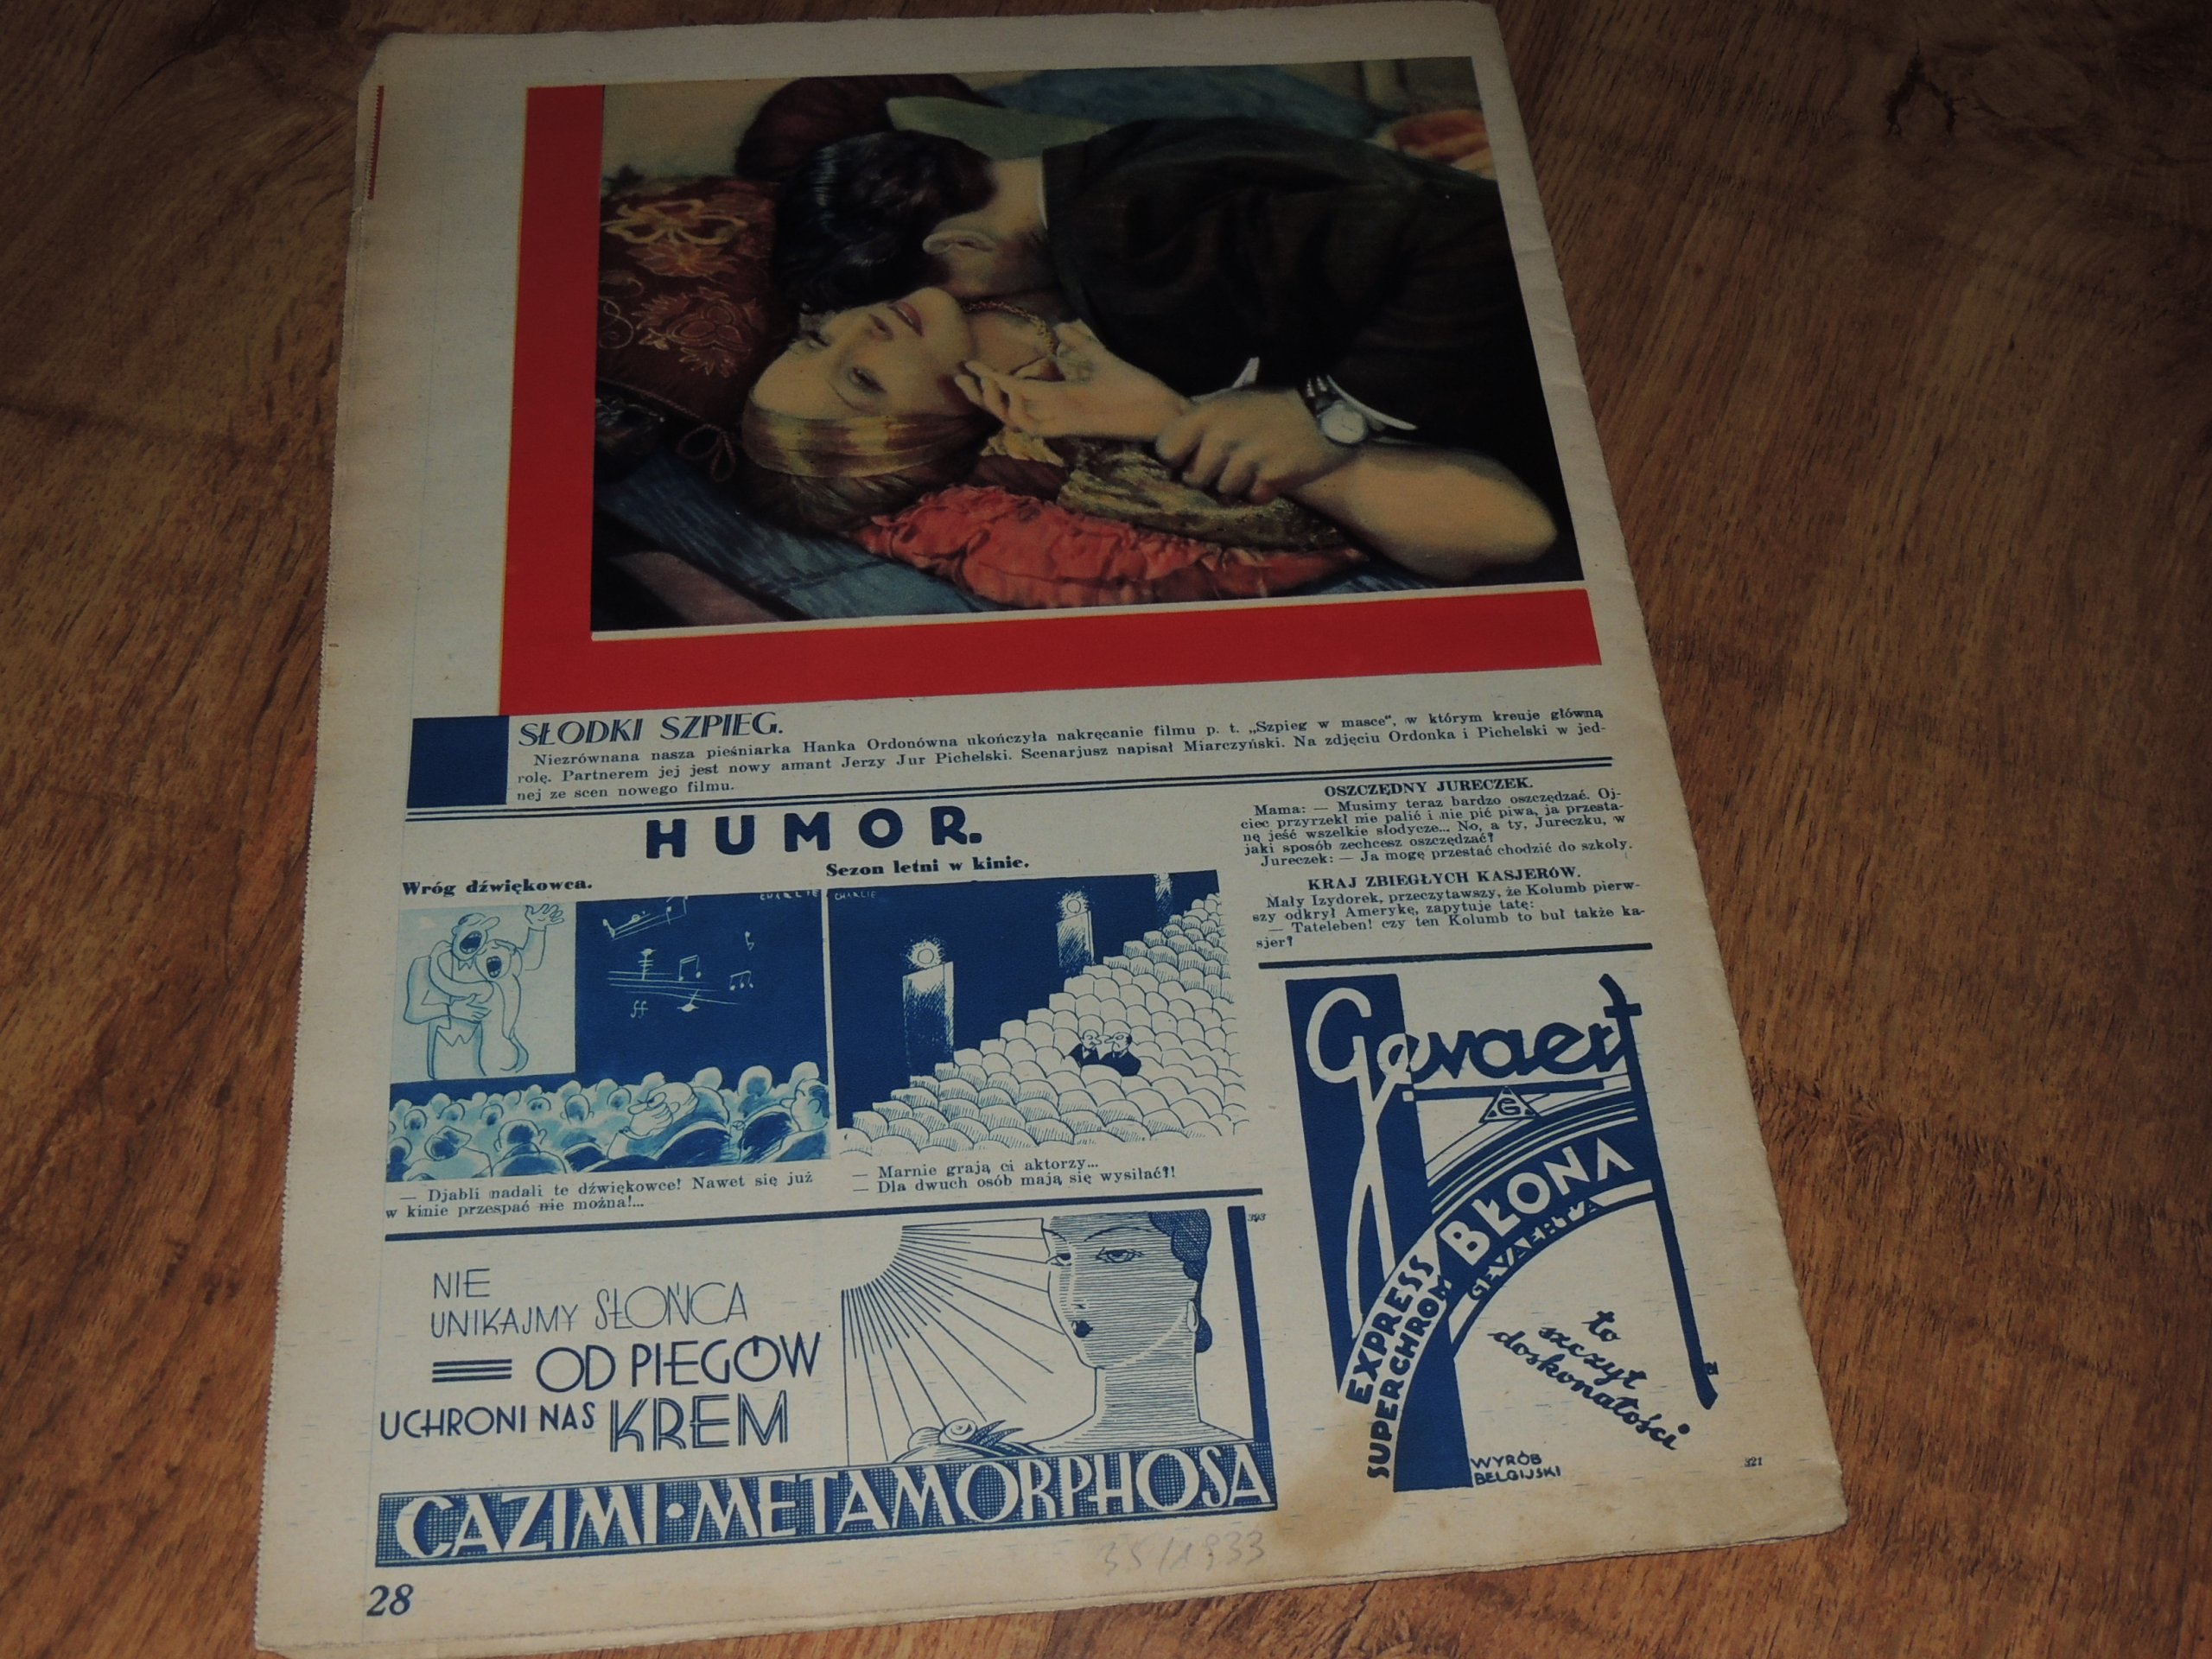 SŁODKI SZPIEG.
Niezrównana nasza pieśniarka Hanka Ordonówna ukończyła nakręcanie filmu p. t. „Szpieg w masce", w którym kreuje główną
rolę. Partnerem jej jest nowy amant Jerzy Jur Pichelski. Scenarjusz napisał Miarczyński. Na zdjęciu Ordonka i Pichelski w jed-
nej ze scen nowego filmu.
HUMOR.
Wróg dźwiękowca.
CHARLIE
ff
— Djabli nadali te dźwiękowce! Nawet się już
w kinie przespać nie można!...
Sezon letni w kinie.
CHARLIE
— Marnie grają ci aktorzy...
— Dla dwuch osób mają się wysilać?!
OSZCZĘDNY JURECZEK.
Mama: — Musimy teraz bardzo oszczędzać. Oj-
ciec przyrzekł nie palić i nie pić piwa, ja przesta-
nę jeść wszelkie słodycze... No, a ty, Jureczku, w
jaki sposób zechcesz oszczędzać?
Jureczek: — Ja mogę przestać chodzić do szkoły.
KRAJ ZBIEGŁYCH KASJERÓW.
Mały Izydorek, przeczytawszy, że Kolumb pierw-
szy odkrył Amerykę, zapytuje tatę:
— Tateleben! czy ten Kolumb to buł także ka-
sjer?
NIE
UNIKAJMY SŁOŃCA
OD PIEGÓW
UCHRONI NAS KREM
CAZIMI·METAMORPHOSA
393
Gevaert
G
BŁONA
GEVAERTA
EXPRESS
SUPERCHROM
to
szczyt
doskonałości
WYRÓB
BELGIJSKI
321
35/1933
28